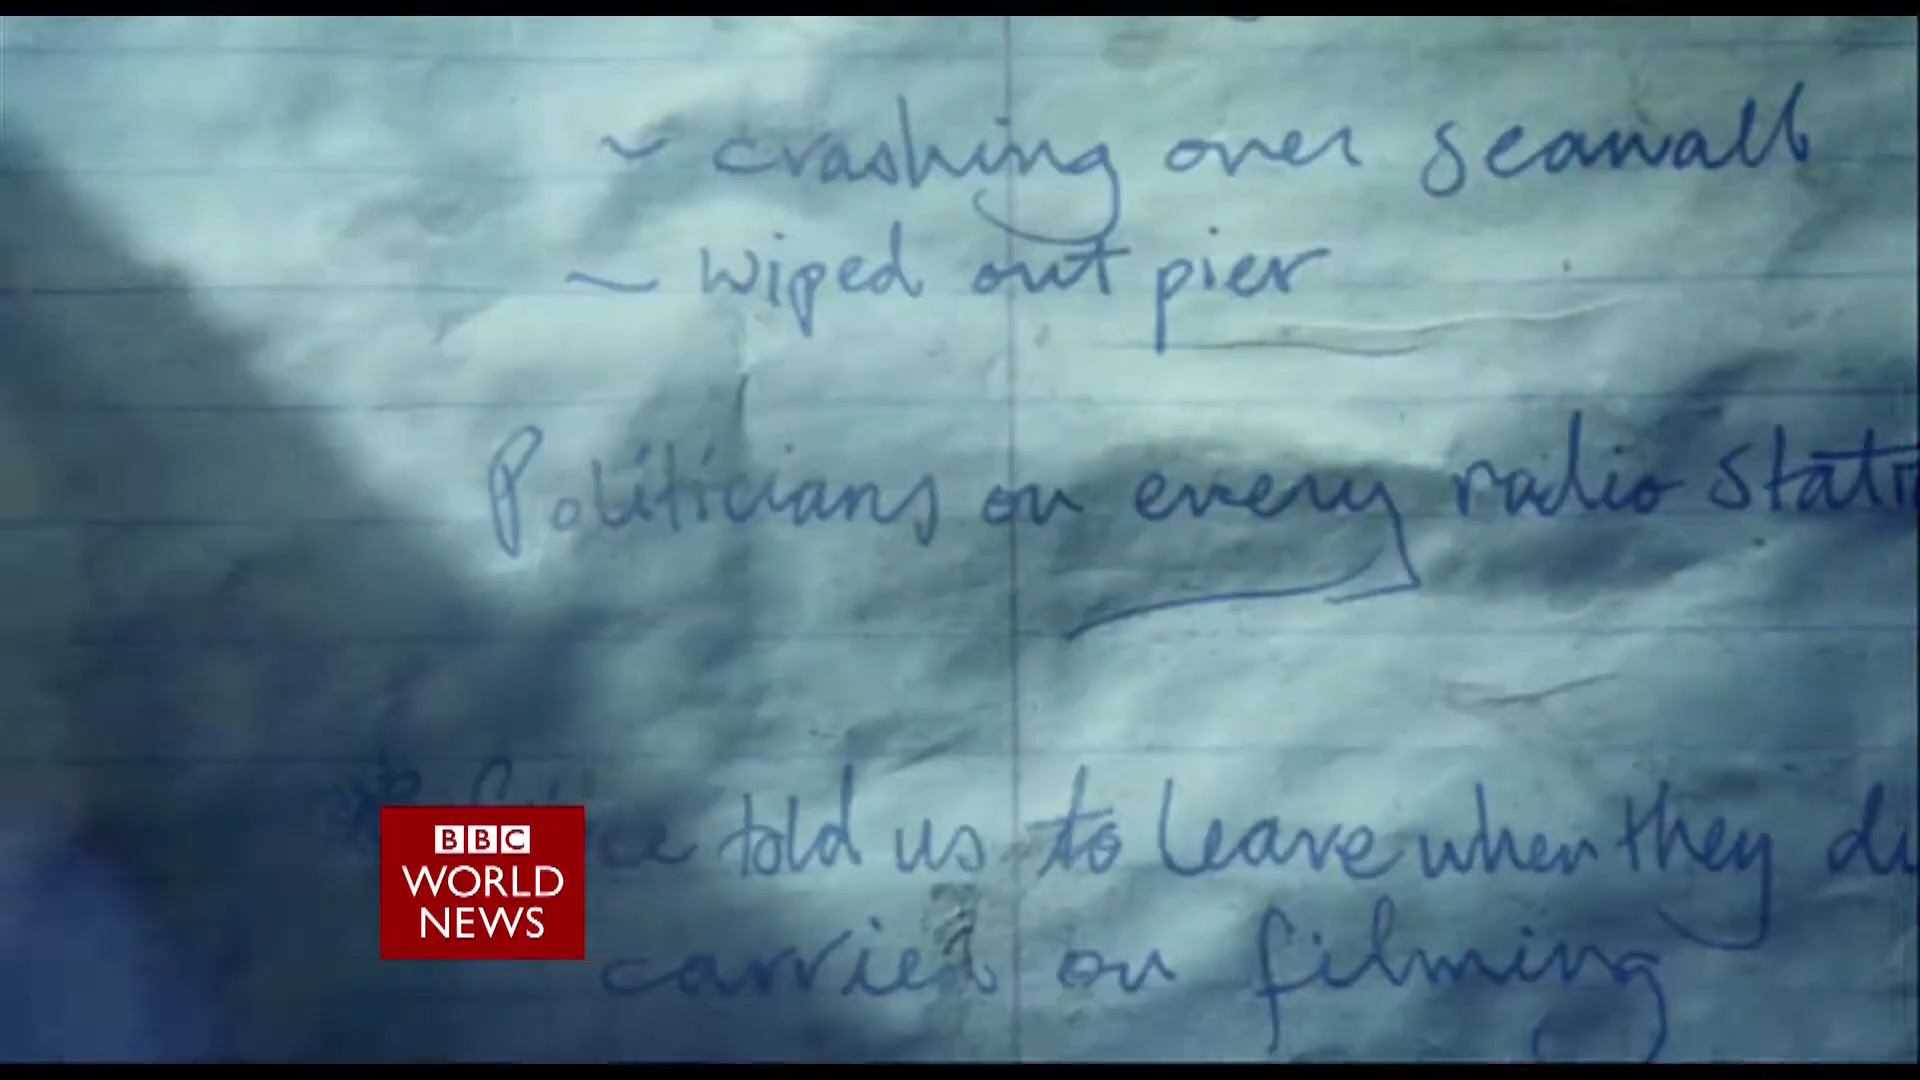 ~ crashing over seawall
~ wiped out pier
Politicians on every radio stati
told us to leave when they di
carried on filming
BBC
WORLD
NEWS